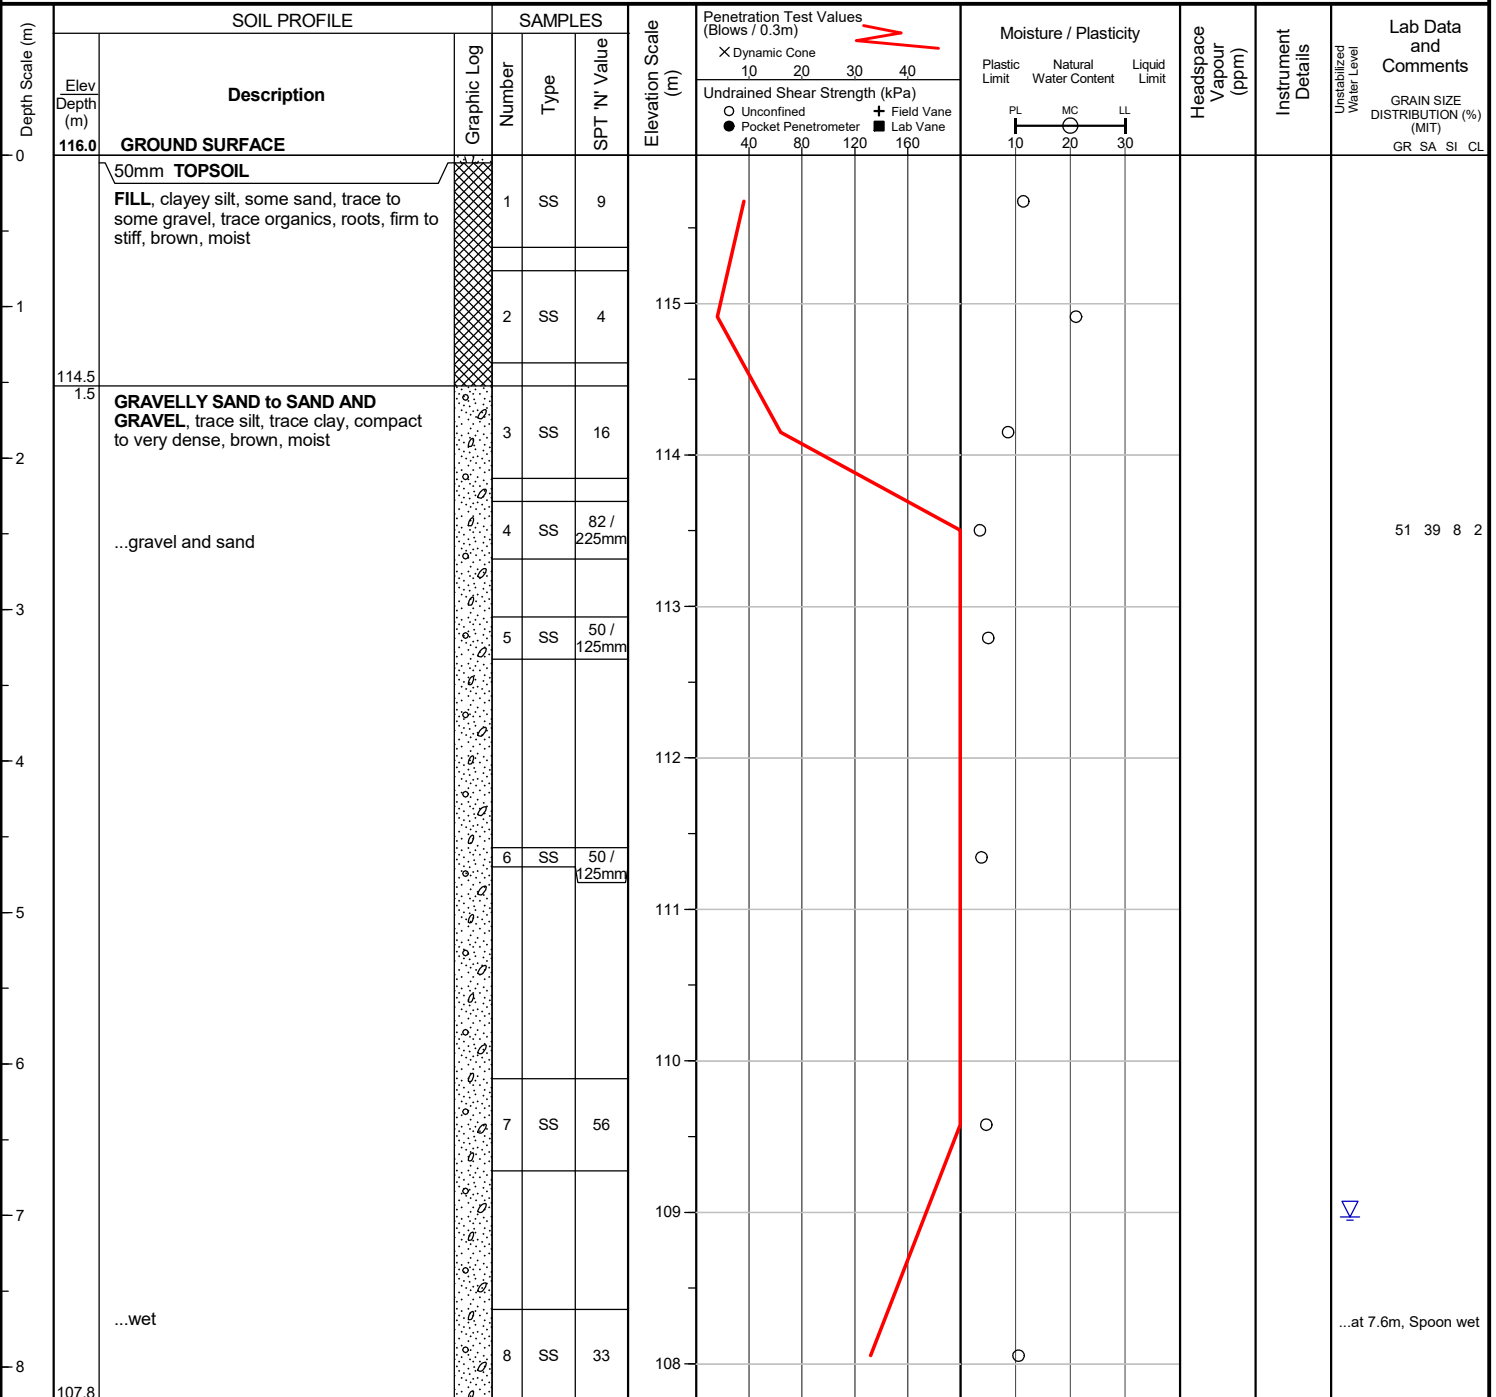 Depth Scale (m)
SOIL PROFILE
Elev
Depth
(m)
116.0
Description
GROUND SURFACE
Graphic Log
SAMPLES
Number
Type
SPT 'N' Value
Elevation Scale
(m)
Penetration Test Values
(Blows / 0.3m)
Dynamic Cone
10 20 30 40
Undrained Shear Strength (kPa)
Unconfined Field Vane
Pocket Penetrometer Lab Vane
40 80 120 160
Moisture / Plasticity
Plastic Limit
Natural Water Content
Liquid Limit
PL MC LL
10 20 30
Headspace
Vapour
(ppm)
Instrument
Details
Unstabilized
Water Level
Lab Data
and
Comments
GRAIN SIZE
DISTRIBUTION (%)
(MIT)
GR SA SI CL
0
50mm TOPSOIL
FILL, clayey silt, some sand, trace to
some gravel, trace organics, roots, firm to
stiff, brown, moist
1 SS 9
1
115
2 SS 4
114.5
1.5
GRAVELLY SAND to SAND AND
GRAVEL, trace silt, trace clay, compact
to very dense, brown, moist
3 SS 16
2
114
...gravel and sand
4 SS 82 /
225mm
51 39 8 2
3
113
5 SS 50 /
125mm
4
112
6 SS 50 /
125mm
5
111
6
110
7 SS 56
7
109
...wet
...at 7.6m, Spoon wet
8 SS 33
8
108
107.8